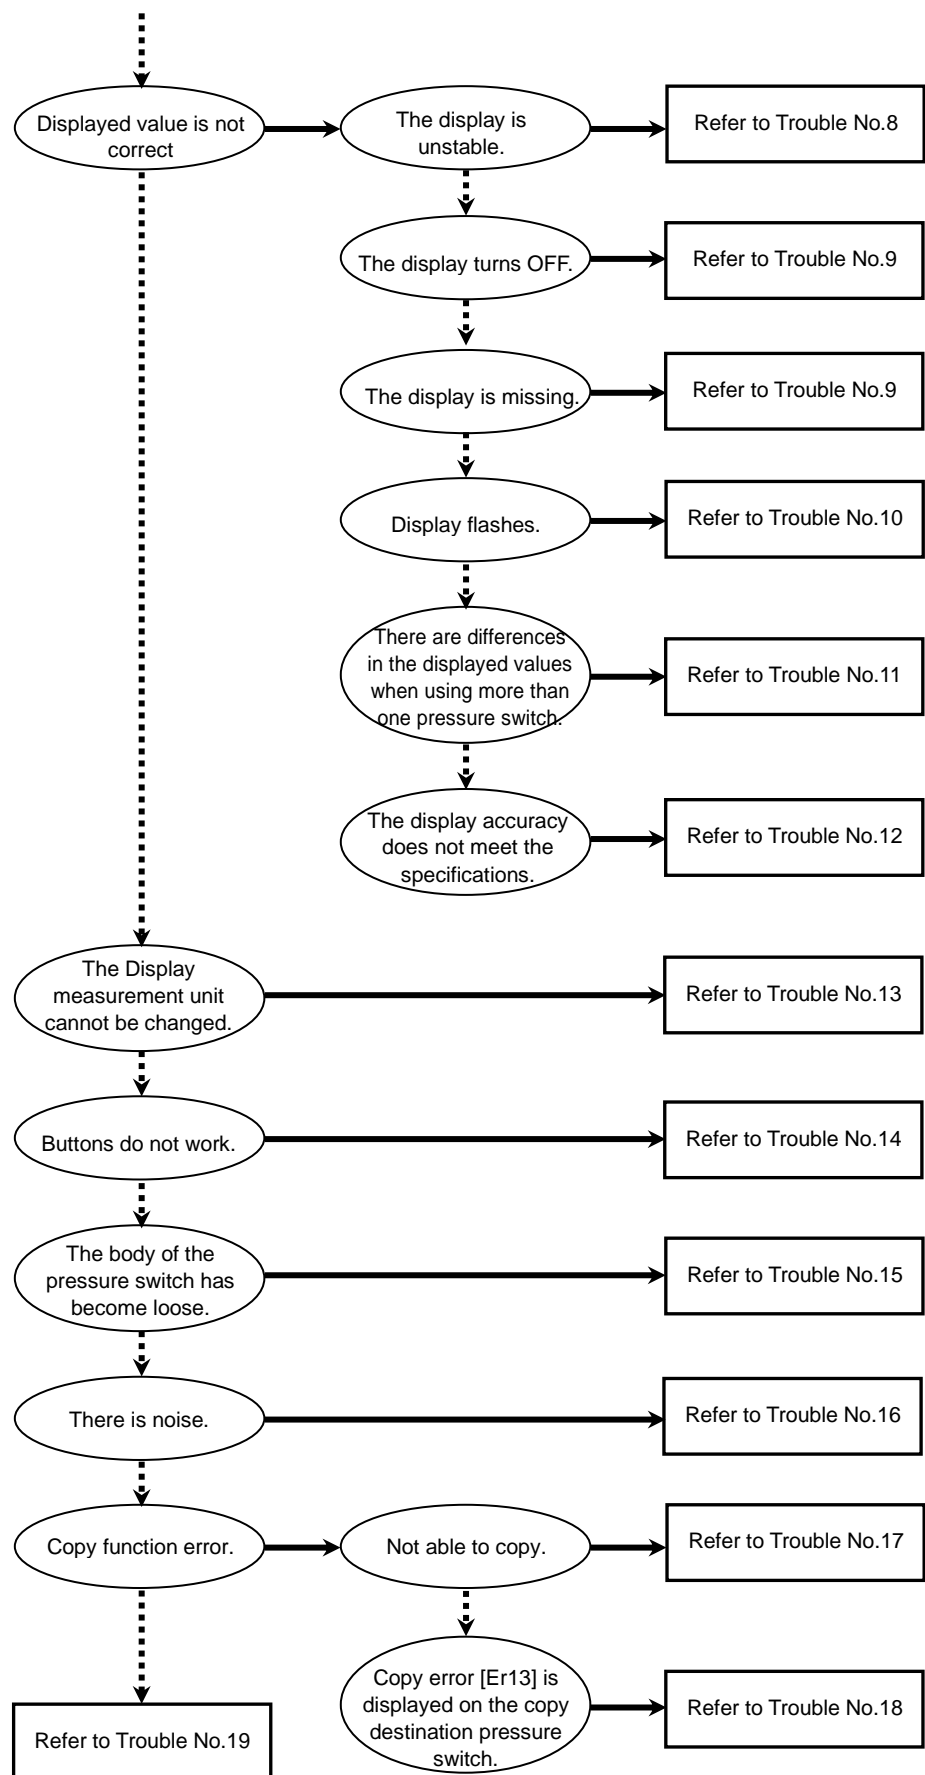 Displayed value is not
correct
The display is
unstable.
Refer to Trouble No.8
The display turns OFF.
Refer to Trouble No.9
The display is missing.
Refer to Trouble No.9
Display flashes.
Refer to Trouble No.10
There are differences
in the displayed values
when using more than
one pressure switch.
Refer to Trouble No.11
The display accuracy
does not meet the
specifications.
Refer to Trouble No.12
The Display
measurement unit
cannot be changed.
Refer to Trouble No.13
Buttons do not work.
Refer to Trouble No.14
The body of the
pressure switch has
become loose.
Refer to Trouble No.15
There is noise.
Refer to Trouble No.16
Copy function error.
Not able to copy.
Refer to Trouble No.17
Copy error [Er13] is
displayed on the copy
destination pressure
switch.
Refer to Trouble No.18
Refer to Trouble No.19